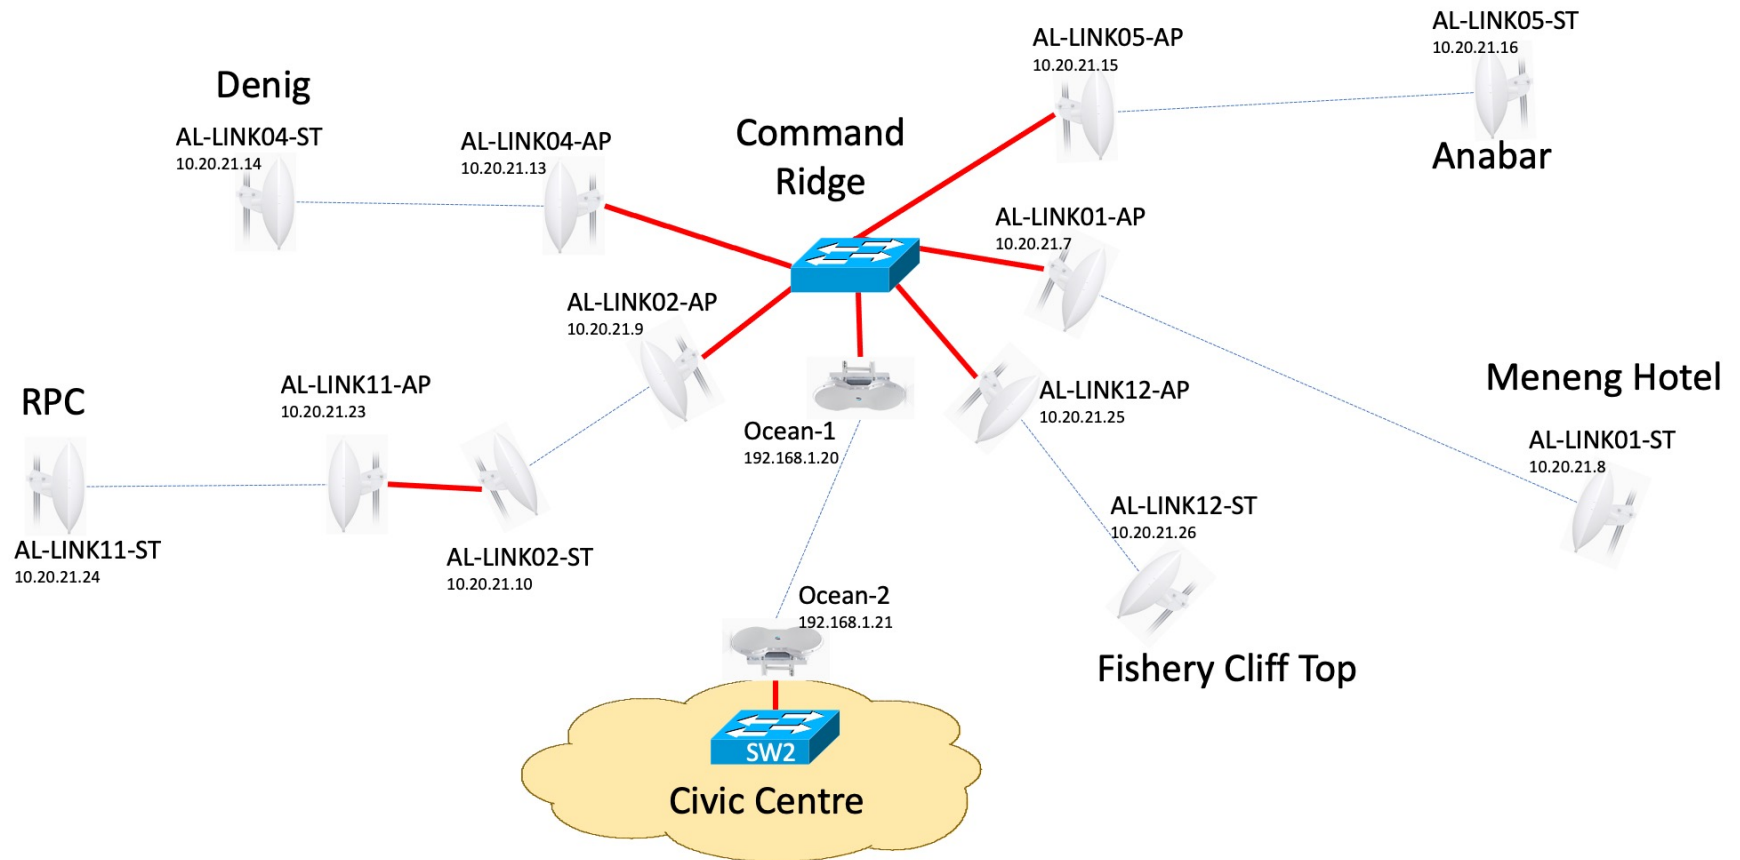 AL-LINK05-ST
10.20.21.16
AL-LINK05-AP
10.20.21.15
Denig
Command
Ridge
AL-LINK04-ST
10.20.21.14
AL-LINK04-AP
10.20.21.13
Anabar
AL-LINK01-AP
10.20.21.7
AL-LINK02-AP
10.20.21.9
RPC
AL-LINK11-AP
10.20.21.23
AL-LINK12-AP
10.20.21.25
Meneng Hotel
Ocean-1
192.168.1.20
AL-LINK01-ST
10.20.21.8
AL-LINK12-ST
10.20.21.26
AL-LINK11-ST
10.20.21.24
AL-LINK02-ST
10.20.21.10
Ocean-2
192.168.1.21
Fishery Cliff Top
SW2
Civic Centre